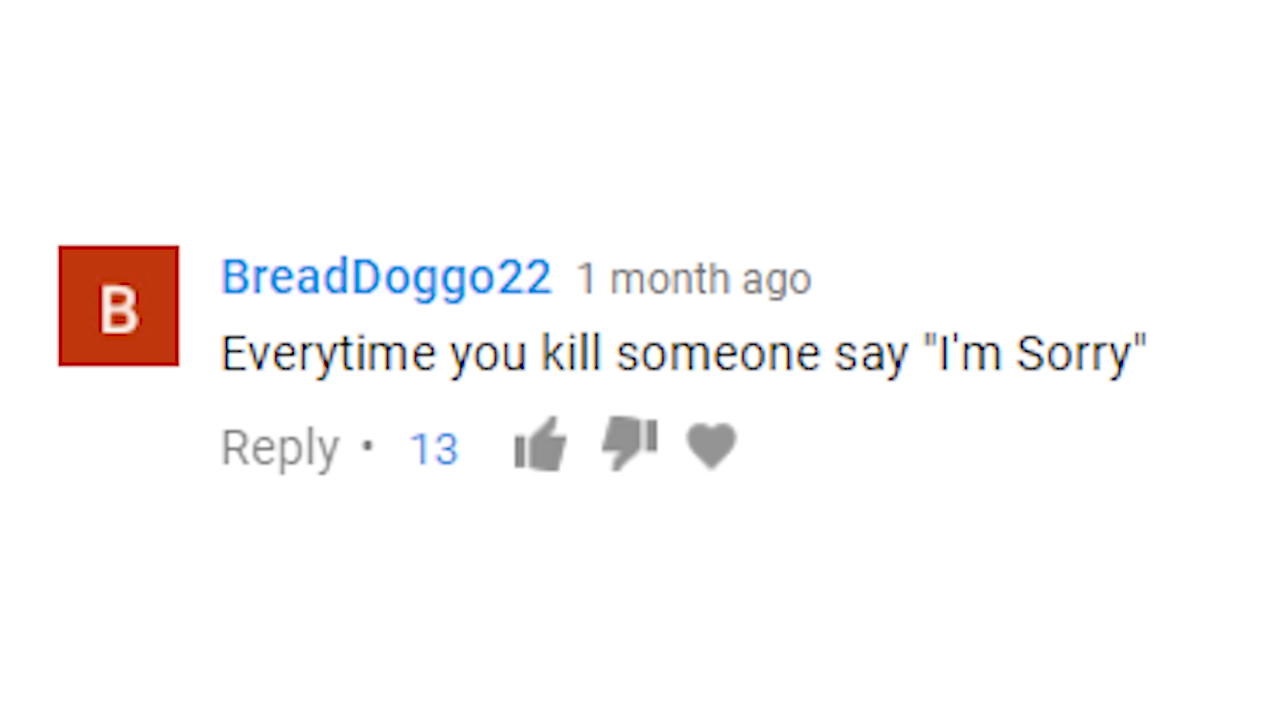 B
BreadDoggo22 1 month ago
Everytime you kill someone say "I'm Sorry"
Reply • 13